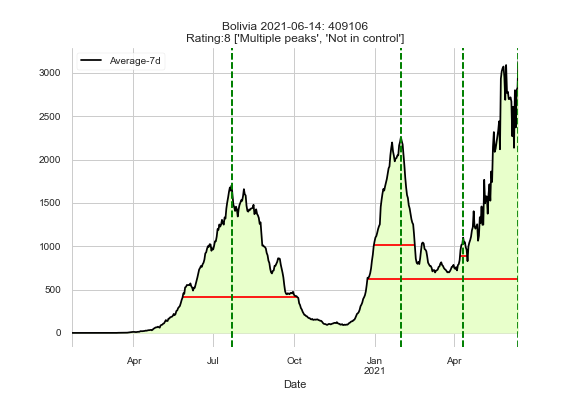 Bolivia 2021-06-14: 409106
Rating:8 ['Multiple peaks', 'Not in control']
Average-7d
3000
2500
2000
1500
1000
500
0
Apr
Jul
Oct
Jan
2021
Apr
Date